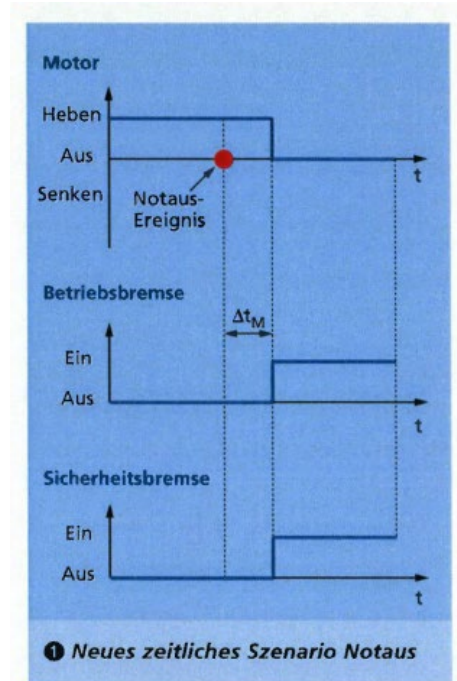 Motor
Heben
Aus
t
Senken
Notaus-
Ereignis
Betriebsbremse
Δt_M
Ein
Aus
t
Sicherheitsbremse
Ein
Aus
t
❶ Neues zeitliches Szenario Notaus